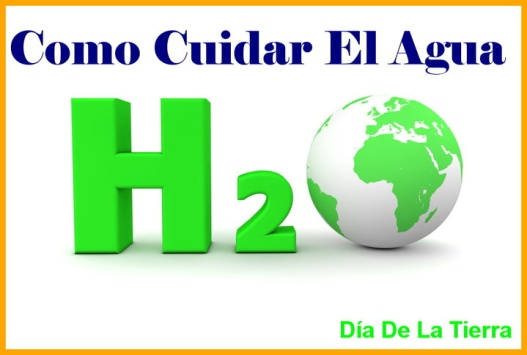 Como Cuidar El Agua
H2
Día De La Tierra